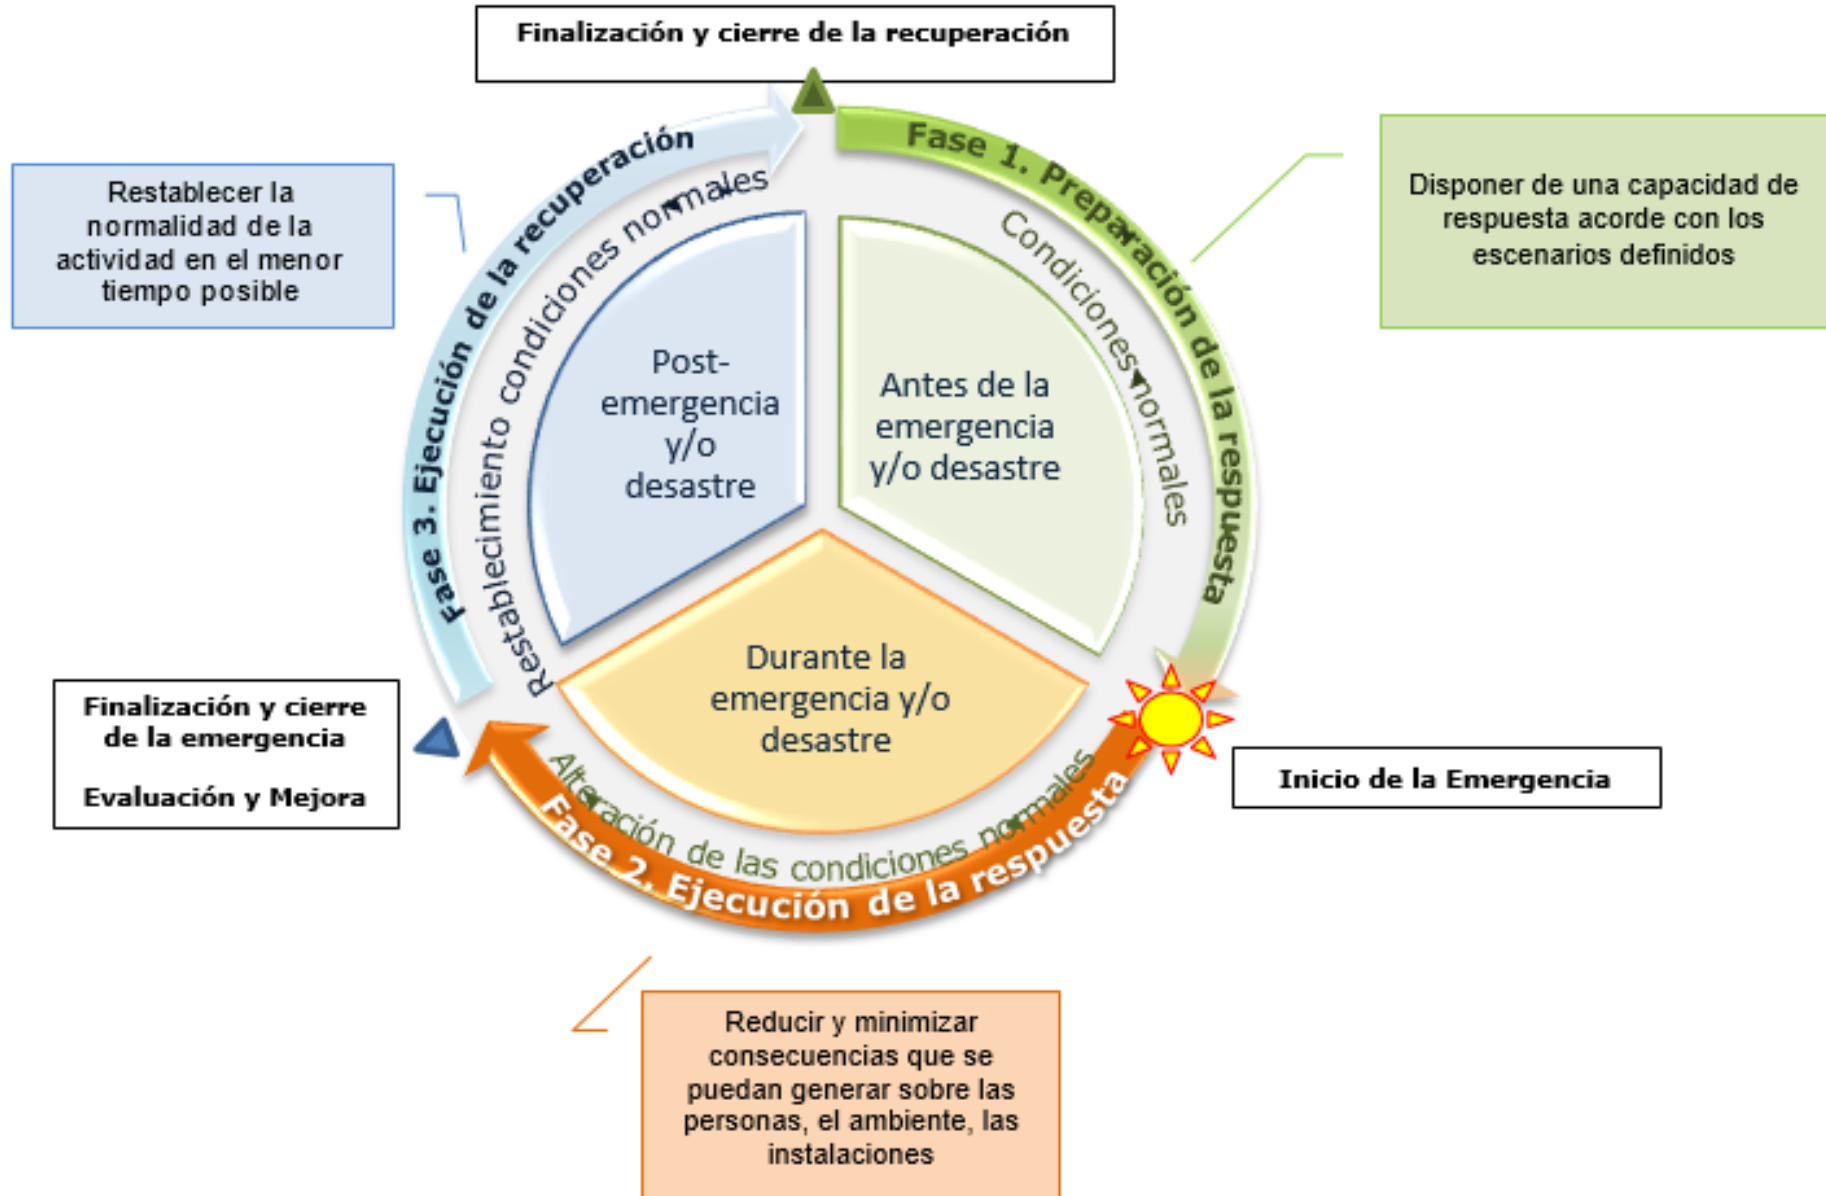 Finalización y cierre de la recuperación
Fase 1. Preparación de la respuesta
Condiciones normales
Disponer de una capacidad de
respuesta acorde con los
escenarios definidos
Antes de la
emergencia
y/o desastre
Inicio de la Emergencia
Durante la
emergencia y/o
desastre
Alteración de las condiciones normales
Fase 2. Ejecución de la respuesta
Reducir y minimizar
consecuencias que se
puedan generar sobre las
personas, el ambiente, las
instalaciones
Finalización y cierre
de la emergencia
Evaluación y Mejora
Fase 3. Ejecución de la recuperación
Restablecimiento condiciones normales
Restablecer la
normalidad de la
actividad en el menor
tiempo posible
Post-
emergencia
y/o
desastre